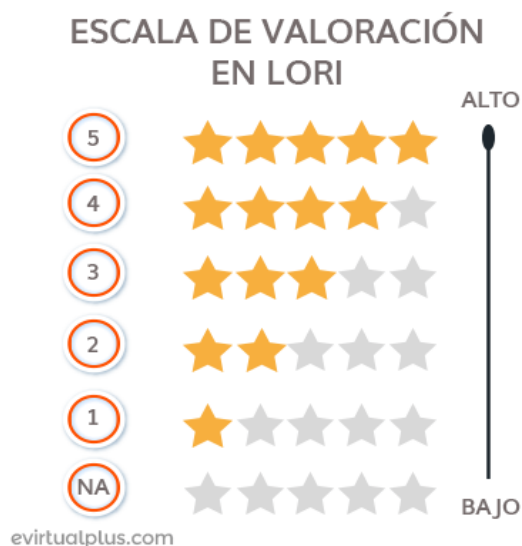 ESCALA DE VALORACIÓN
EN LORI
ALTO
5
4
3
2
1
NA
BAJO
evirtualplus.com